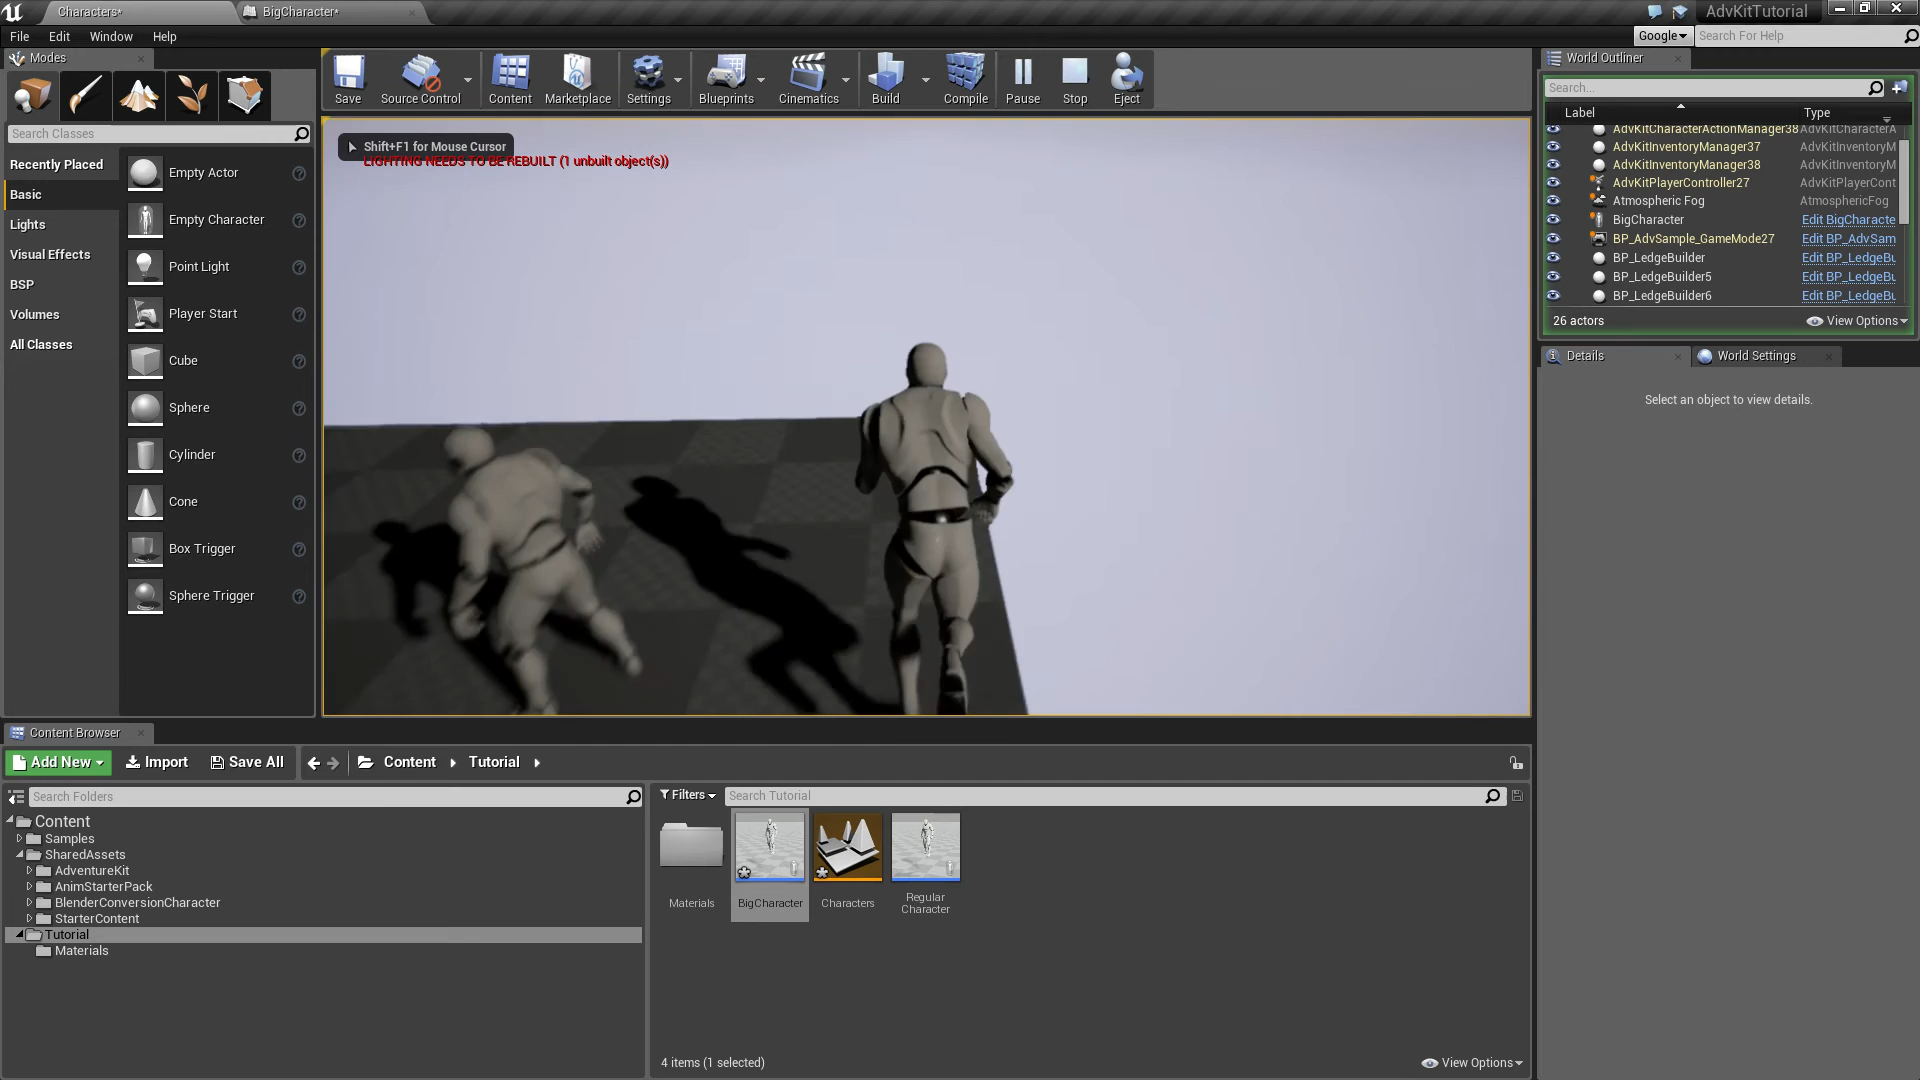 Characters*
BigCharacter*
AdvKitTutorial
File Edit Window Help
Google
Search For Help
Modes
Search Classes
Recently Placed
Basic
Lights
Visual Effects
BSP
Volumes
All Classes
Empty Actor
Empty Character
Point Light
Player Start
Cube
Sphere
Cylinder
Cone
Box Trigger
Sphere Trigger
Save
Source Control
Content
Marketplace
Settings
Blueprints
Cinematics
Build
Compile
Pause
Stop
Eject
Shift+F1 for Mouse Cursor
LIGHTING NEEDS TO BE REBUILT (1 unbuilt object(s))
World Outliner
Search...
Label Type
AdvKitCharacterActionManager38 AdvKitCharacterA
AdvKitInventoryManager37 AdvKitInventoryM
AdvKitInventoryManager38 AdvKitInventoryM
AdvKitPlayerController27 AdvKitPlayerCont
Atmospheric Fog AtmosphericFog
BigCharacter Edit BigCharacte
BP_AdvSample_GameMode27 Edit BP_AdvSam
BP_LedgeBuilder Edit BP_LedgeBu
BP_LedgeBuilder5 Edit BP_LedgeBu
BP_LedgeBuilder6 Edit BP_LedgeBu
26 actors
View Options
Details
World Settings
Select an object to view details.
Content Browser
Add New
Import
Save All
Content
Tutorial
Search Folders
Content
Samples
SharedAssets
AdventureKit
AnimStarterPack
BlenderConversionCharacter
StarterContent
Tutorial
Materials
Filters
Search Tutorial
Materials
BigCharacter
Characters
Regular
Character
4 items (1 selected)
View Options